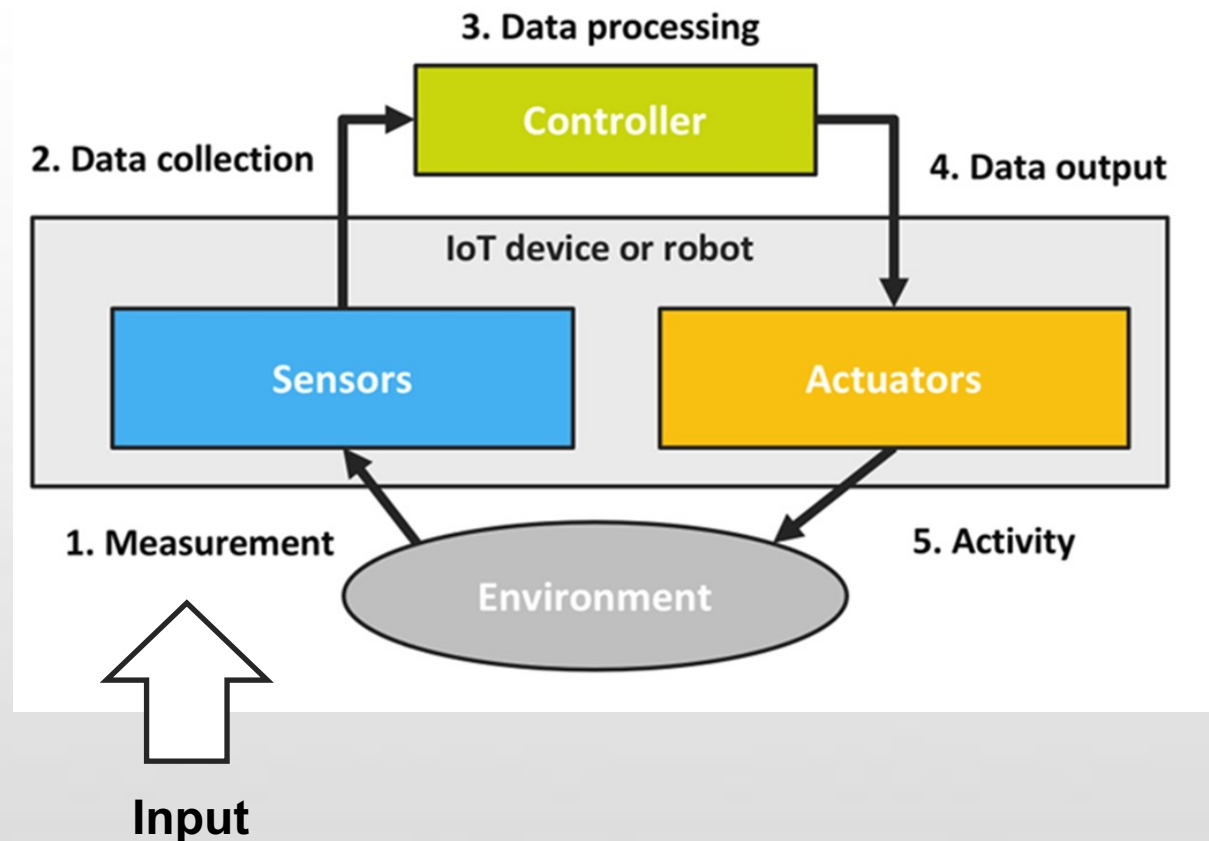 3. Data processing
Controller
2. Data collection
4. Data output
IoT device or robot
Sensors
Actuators
1. Measurement
5. Activity
Environment
Input